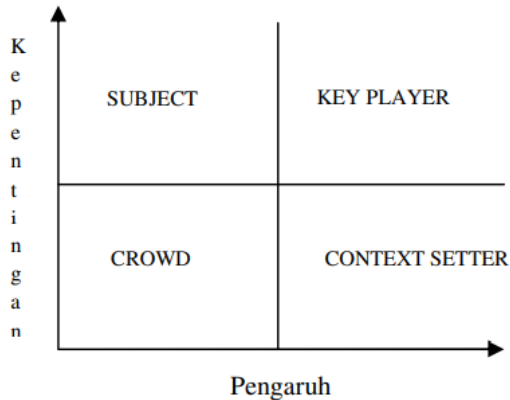 Kepentingan
SUBJECT
KEY PLAYER
CROWD
CONTEXT SETTER
Pengaruh